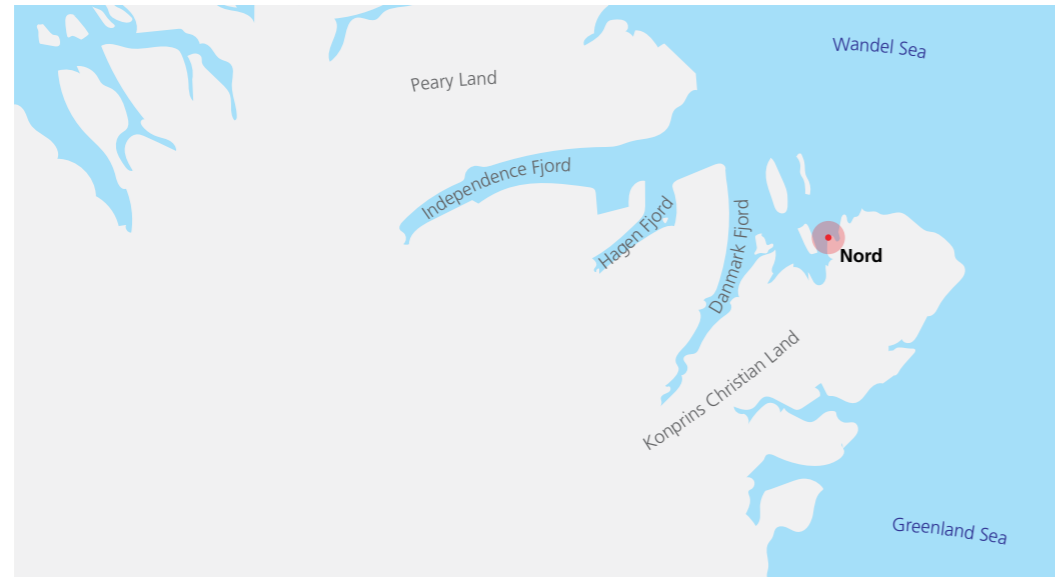 Wandel Sea
Peary Land
Independence Fjord
Hagen Fjord
Danmark Fjord
Nord
Konprins Christian Land
Greenland Sea